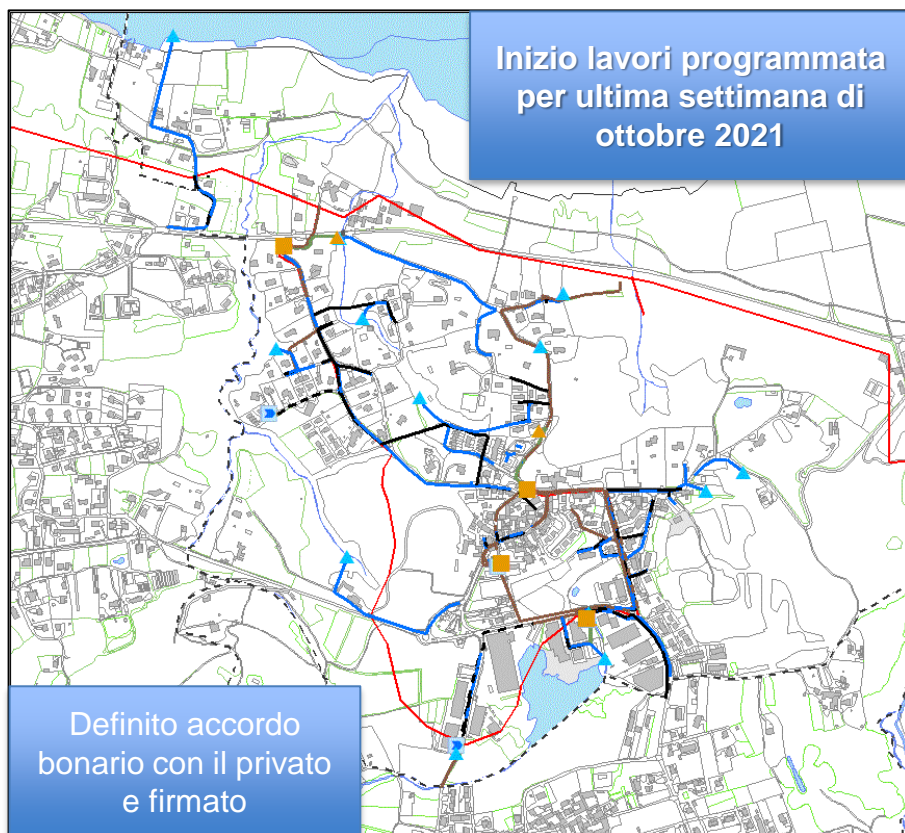 Inizio lavori programmata
per ultima settimana di
ottobre 2021
Definito accordo
bonario con il privato
e firmato